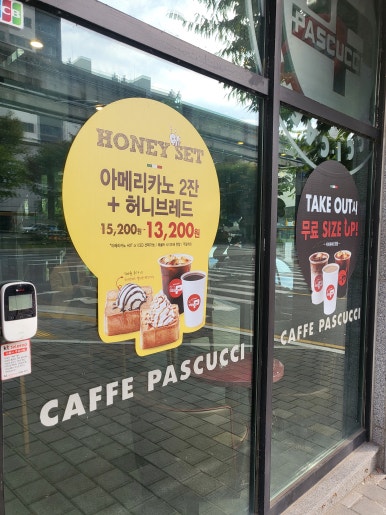 PASCUCCI
HONEY SET
아메리카노 2잔
+ 허니브레드
15,200원 13,200원
TAKE OUT시
무료 SIZE UP!
CAFFE PASCUCCI
CAFFE PASCUCCI